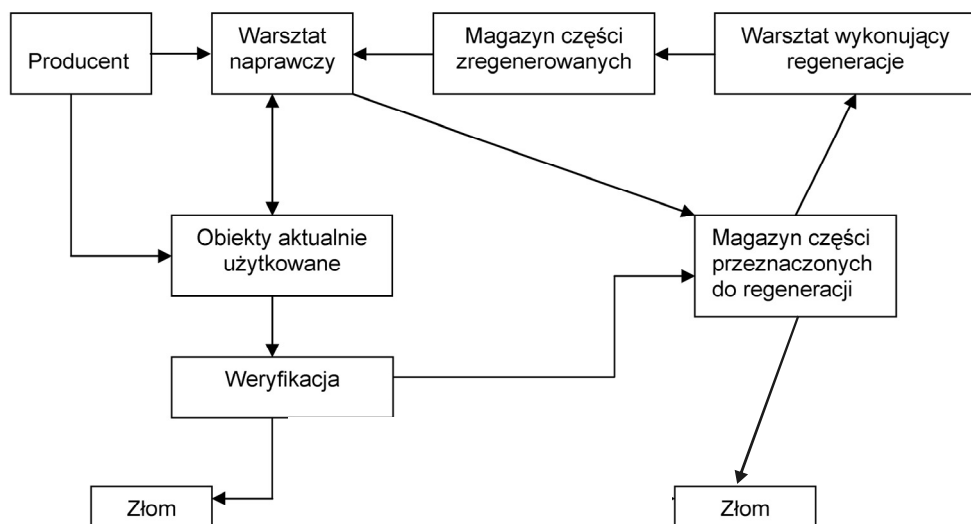 Producent
Warsztat
naprawczy
Magazyn części
zregenerowanych
Warsztat wykonujący
regeneracje
Obiekty aktualnie
użytkowane
Magazyn części
przeznaczonych
do regeneracji
Weryfikacja
Złom
Złom